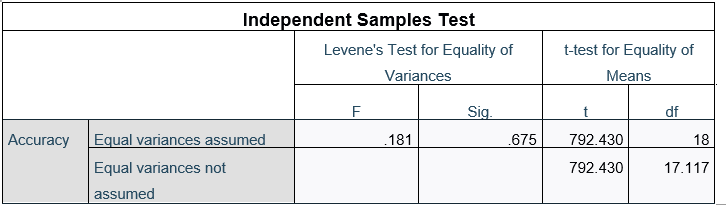 Independent Samples Test
Levene's Test for Equality of Variances
t-test for Equality of Means
F Sig. t df
Accuracy Equal variances assumed .181 .675 792.430 18
Equal variances not assumed 792.430 17.117